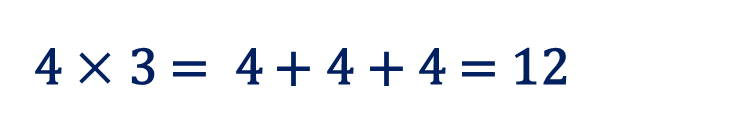 4 × 3 = 4 + 4 + 4 = 12